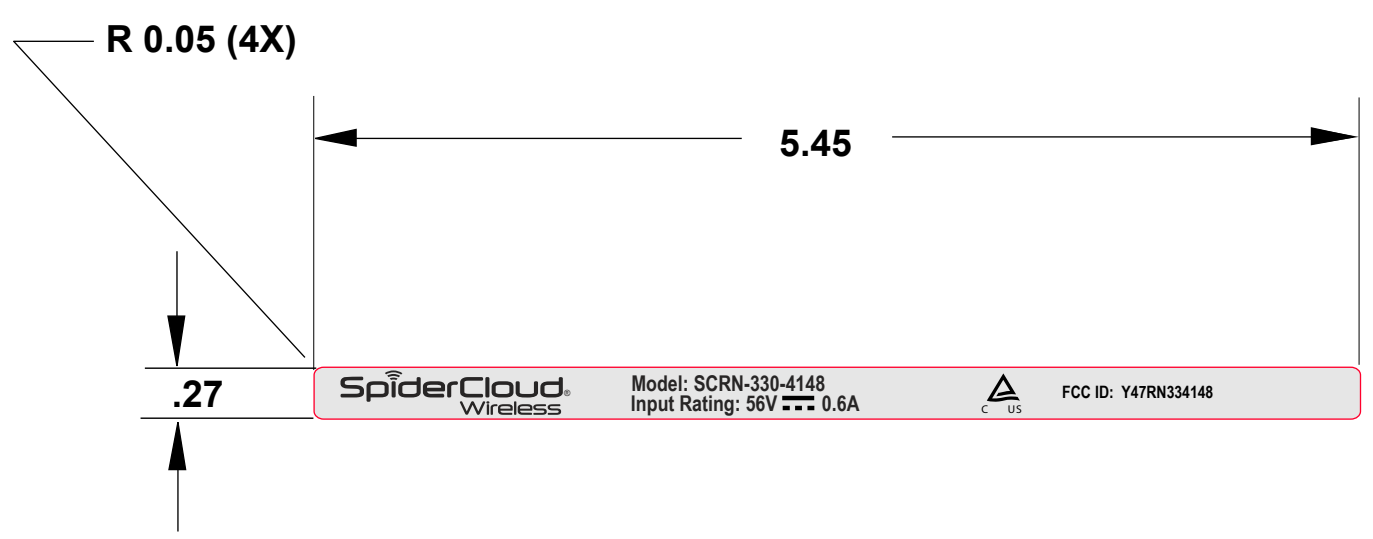 R 0.05 (4X)
5.45
.27
SpiderCloud®
Wireless
Model: SCRN-330-4148
Input Rating: 56V ⎓ 0.6A
C US
FCC ID: Y47RN334148